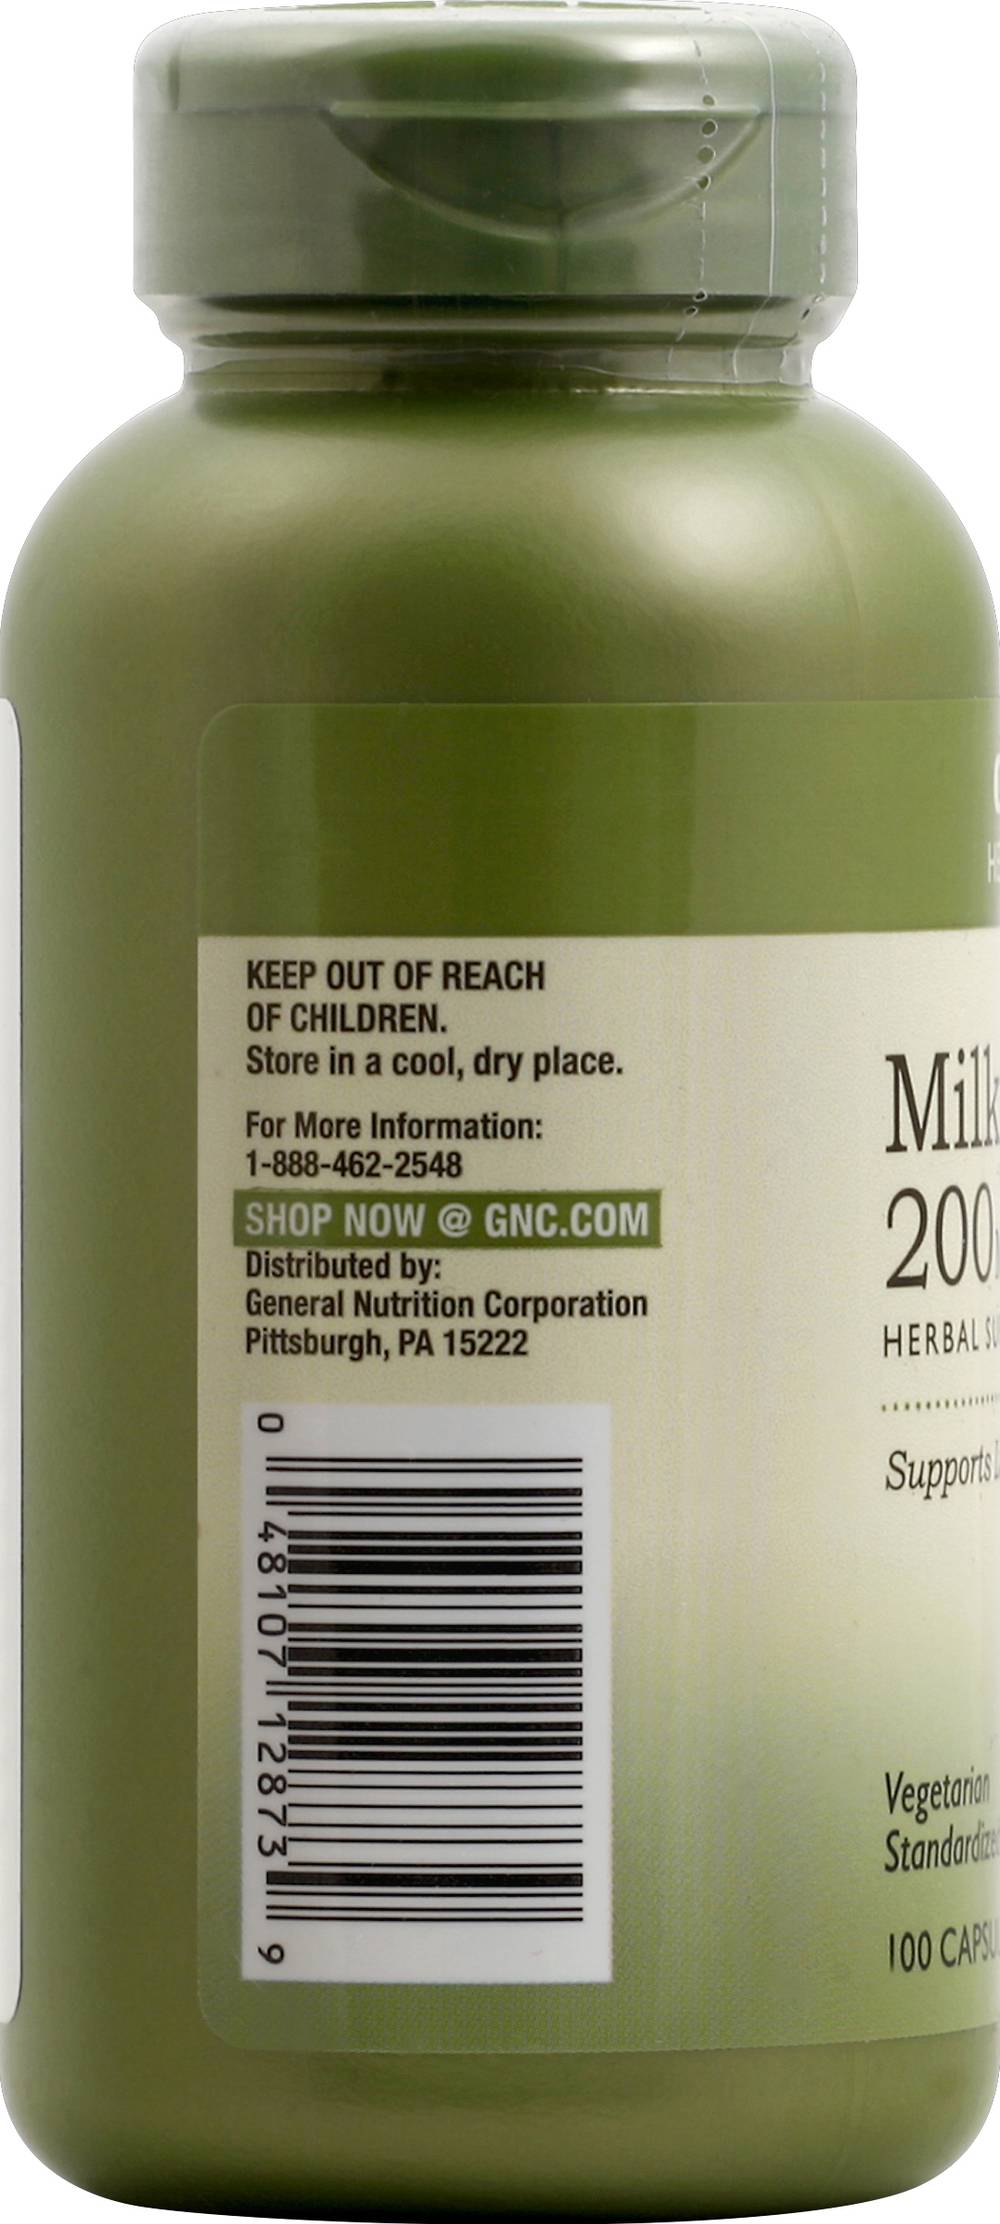 KEEP OUT OF REACH
OF CHILDREN.
Store in a cool, dry place.
For More Information:
1-888-462-2548
SHOP NOW @ GNC.COM
Distributed by:
General Nutrition Corporation
Pittsburgh, PA 15222
0 48107 12873 9
Milk
200
HERBAL
Supports
Vegetarian
Standardized
100